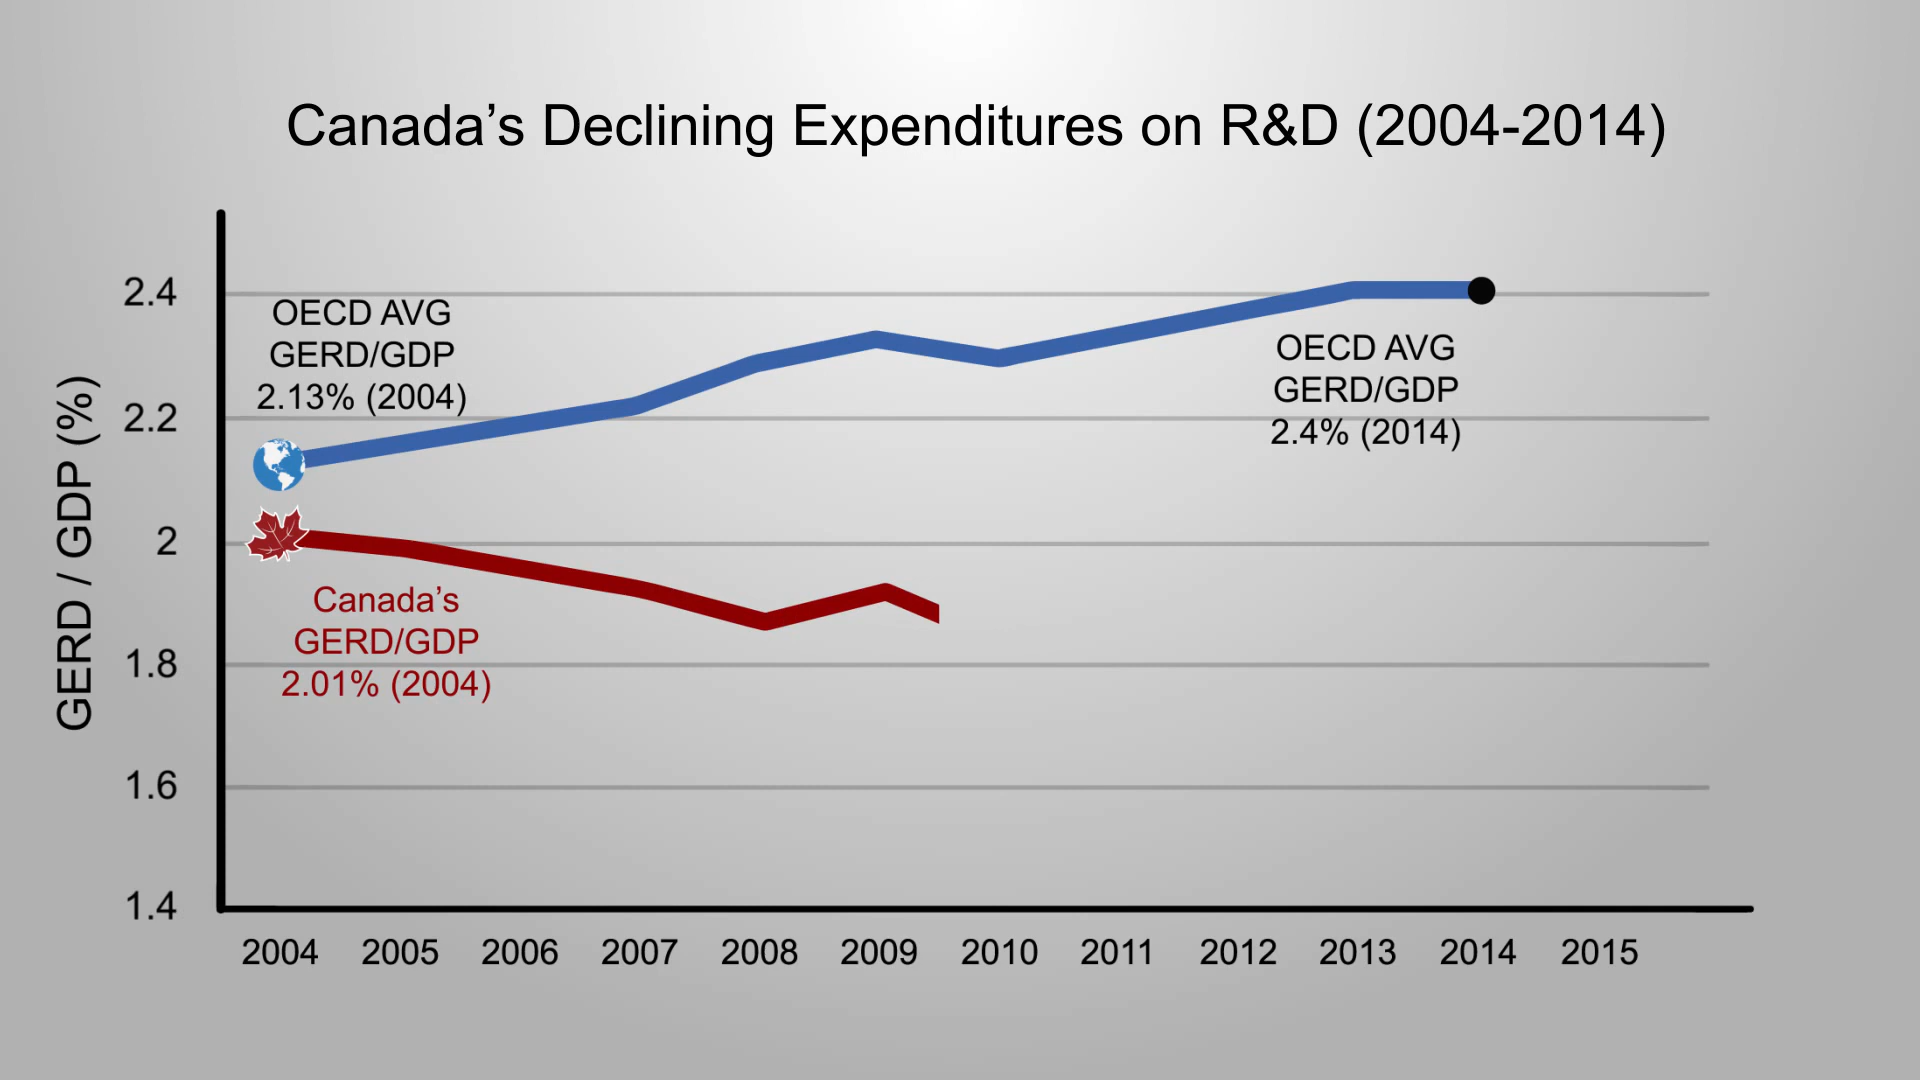 Canada’s Declining Expenditures on R&D (2004-2014)
GERD / GDP (%)
2.4
2.2
2
1.8
1.6
1.4
OECD AVG
GERD/GDP
2.13% (2004)
OECD AVG
GERD/GDP
2.4% (2014)
Canada’s
GERD/GDP
2.01% (2004)
2004 2005 2006 2007 2008 2009 2010 2011 2012 2013 2014 2015